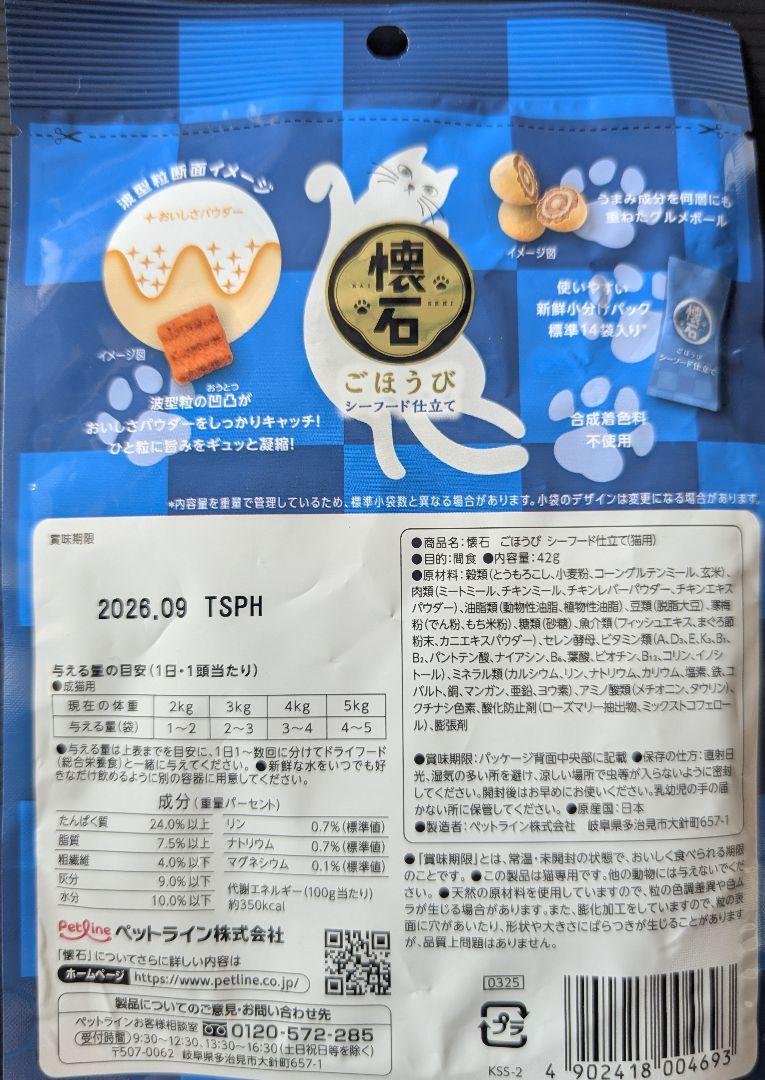 波型粒断面イメージ
おいしさパウダー
イメージ図
おうとつ
波型粒の凹凸が
おいしさパウダーをしっかりキャッチ!
ひと粒に旨みをギュッと凝縮!
懐石
KAI SEKI
ごほうび
シーフード仕立て
イメージ図
うまみ成分を何層にも
重ねたグルメボール
使いやすい
新鮮小分けパック
標準14袋入り*
懐石
ごほうび
シーフード仕立て
合成着色料
不使用
*内容量を重量で管理しているため、標準小袋数と異なる場合があります。小袋のデザインは変更になる場合があります。
賞味期限
2026.09 TSPH
与える量の目安(1日・1頭当たり)
●成猫用
現在の体重 2kg 3kg 4kg 5kg
与える量(袋) 1~2 2~3 3~4 4~5
●与える量は上表までを目安に、1日1~数回に分けてドライフード
(総合栄養食)と一緒に与えてください。●新鮮な水をいつでも好
きなだけ飲めるように別の容器に用意してください。
成分(重量パーセント)
たんぱく質 24.0%以上 リン 0.7%(標準値)
脂質 7.5%以上 ナトリウム 0.7%(標準値)
粗繊維 4.0%以下 マグネシウム 0.1%(標準値)
灰分 9.0%以下 代謝エネルギー(100g当たり)
水分 10.0%以下 約350kcal
Petline ペットライン株式会社
「懐石」についてさらに詳しい内容は
ホームページ https://www.petline.co.jp/
製品についてのご意見・お問い合わせ先
ペットラインお客様相談室 0120-572-285
受付時間 9:30~12:30、13:30~16:30(土日祝日等を除く)
〒507-0062 岐阜県多治見市大針町657-1
●商品名:懐石 ごほうび シーフード仕立て(猫用)
●目的:間食 ●内容量:42g
●原材料:穀類(とうもろこし、小麦粉、コーングルテンミール、玄米)、
肉類(ミートミール、チキンミール、チキンレバーパウダー、チキンエキス
パウダー)、油脂類(動物性油脂、植物性油脂)、豆類(脱脂大豆)、澱粉
粉(でん粉、もち米粉)、糖類(砂糖)、魚介類(フィッシュエキス、まぐろ節
粉末、カニエキスパウダー)、セレン酵母、ビタミン類(A、D₃、E、K₃、B₁、
B₂、パントテン酸、ナイアシン、B₆、葉酸、ビオチン、B₁₂、コリン、イノシ
トール)、ミネラル類(カルシウム、リン、ナトリウム、カリウム、塩素、鉄、コ
バルト、銅、マンガン、亜鉛、ヨウ素)、アミノ酸類(メチオニン、タウリン)、
クチナシ色素、酸化防止剤(ローズマリー抽出物、ミックストコフェロー
ル)、膨張剤
●賞味期限:パッケージ背面中央部に記載 ●保存の仕方:直射日
光、湿気の多い所を避け、涼しい場所で虫等が入らないように密封
してください。開封後はお早めにお使いください。乳幼児の手の届
かない所に保管してください。●原産国:日本
●製造者:ペットライン株式会社 岐阜県多治見市大針町657-1
●「賞味期限」とは、常温・未開封の状態で、おいしく食べられる期限
のことです。●この製品は猫専用です。他の動物には与えないでくだ
さい。●天然の原材料を使用していますので、粒の色調差異や色ム
ラが生じる場合があります。また、膨化加工をしていますので、粒の表
面に穴があいたり、形状や大きさにばらつきが生じることがあります
が、品質上問題はありません。
0325
プラ
KSS-2
4 902418 004693